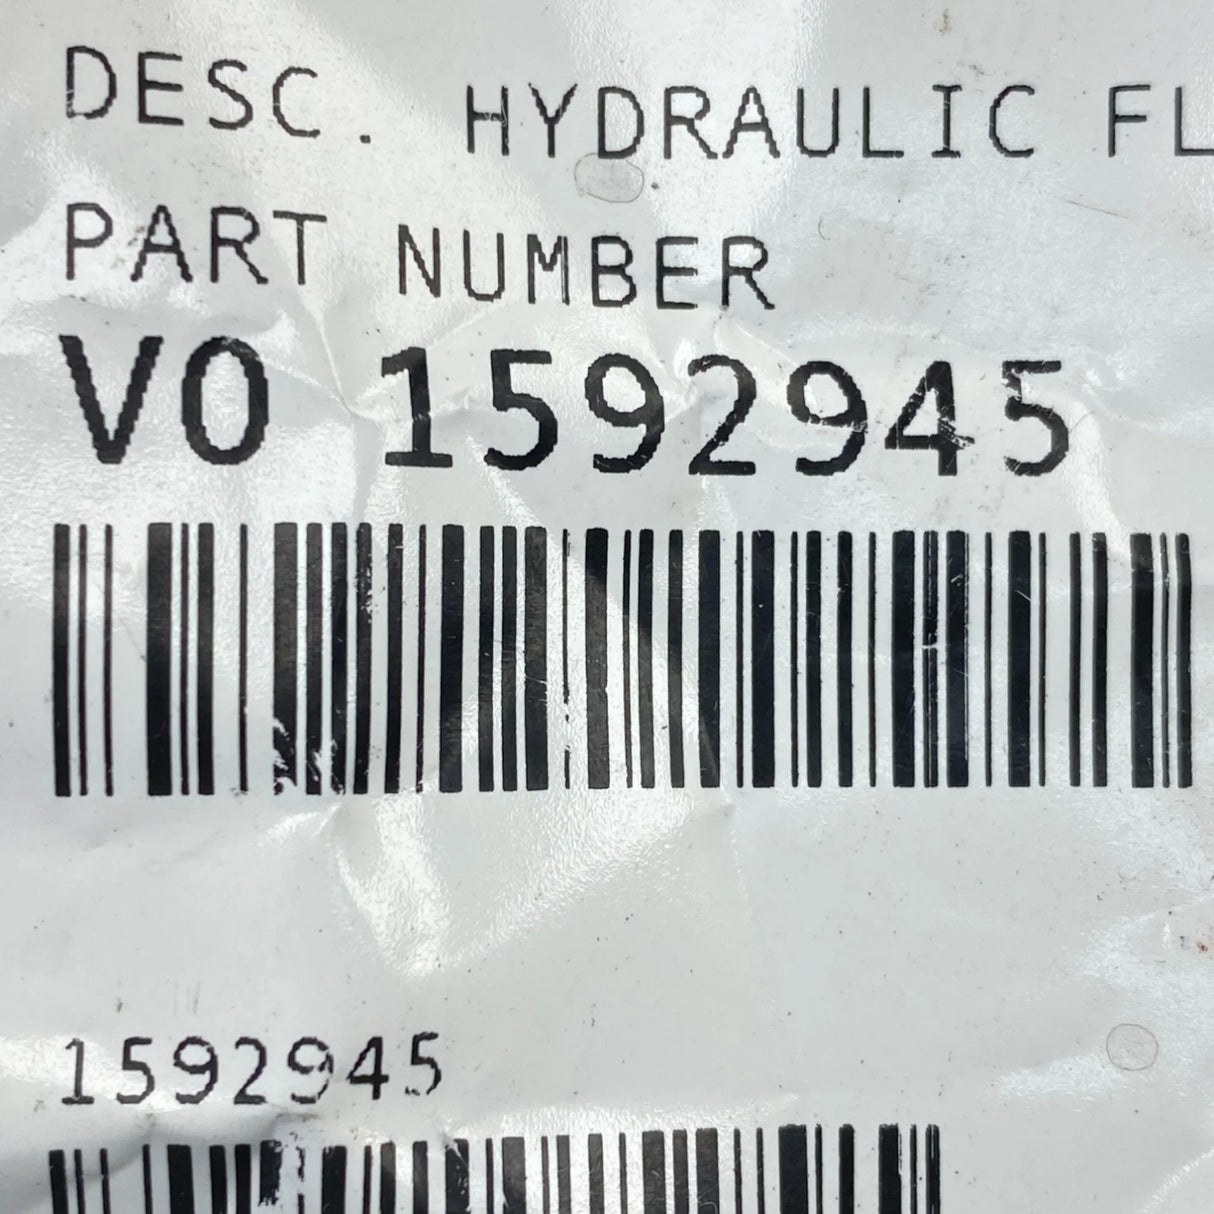 DESC. HYDRAULIC FL
PART NUMBER
VO 1592945
1592945